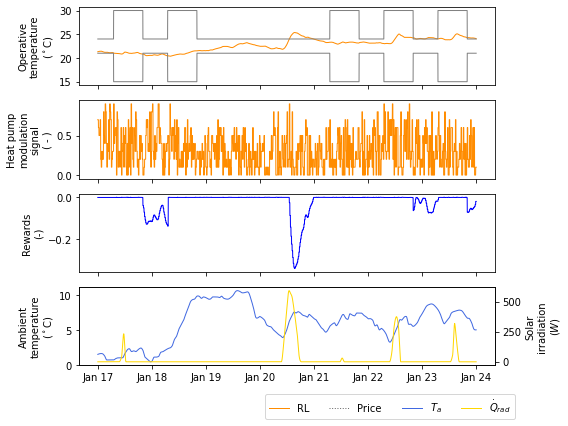 Operative
temperature
(°C)
30
25
20
15
Heat pump
modulation
signal
( - )
0.5
0.0
Rewards
(-)
0.0
−0.2
Ambient
temperature
(°C)
10
5
0
Solar
irradiation
(W)
500
250
0
Jan 17 Jan 18 Jan 19 Jan 20 Jan 21 Jan 22 Jan 23 Jan 24
RL Price Tₐ Q̇rad